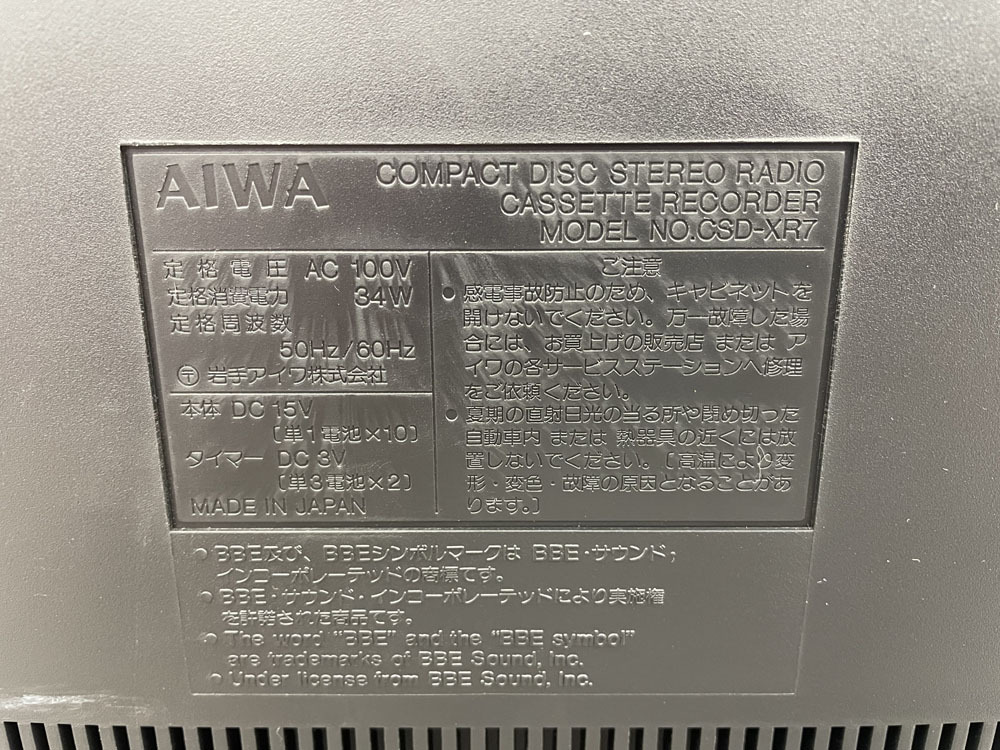 AIWA
COMPACT DISC STEREO RADIO
CASSETTE RECORDER
MODEL NO.CSD-XR7
定格電圧 AC 100V
定格消費電力 34W
定格周波数
50Hz/60Hz
〶 岩手アイワ株式会社
本体 DC 15V
〔単1電池×10〕
タイマー DC 3V
〔単3電池×2〕
MADE IN JAPAN
ご注意
● 感電事故防止のため、キャビネットを
開けないでください。万一故障した場
合には、お買上げの販売店 または ア
イワの各サービスステーションへ修理
をご依頼ください。
● 夏期の直射日光の当る所や閉め切った
自動車内 または 熱器具の近くには放
置しないでください。〔高温により変
形・変色・故障の原因となることがあ
ります。〕
● BBE及び、BBEシンボルマークは BBE・サウンド;
インコーポレーテッドの商標です。
● BBE・サウンド・インコーポレーテッドにより実施権
を許諾された商品です。
● The word "BBE" and the "BBE symbol"
are trademarks of BBE Sound, Inc.
● Under license from BBE Sound, Inc.